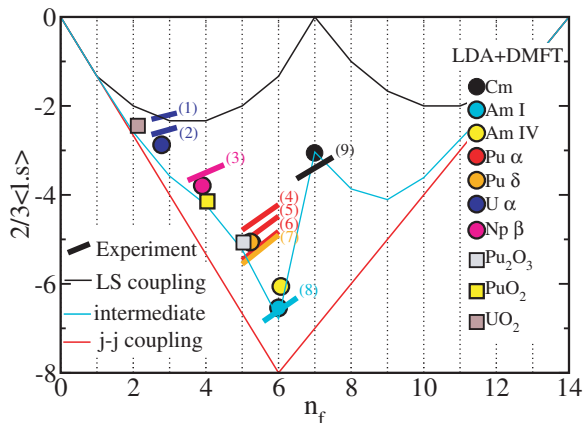 0
-2
-4
-6
-8
2/3<l.s>
0
2
4
6
8
10
12
14
n_f
(1)
(2)
(3)
(4)
(5)
(6)
(7)
(8)
(9)
Experiment
LS coupling
intermediate
j-j coupling
LDA+DMFT
Cm
Am I
Am IV
Pu α
Pu δ
U α
Np β
Pu₂O₃
PuO₂
UO₂